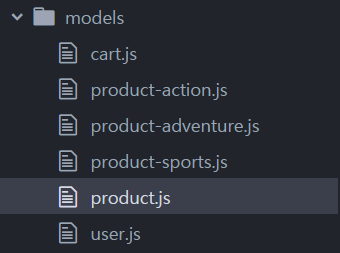 models
cart.js
product-action.js
product-adventure.js
product-sports.js
product.js
user.js